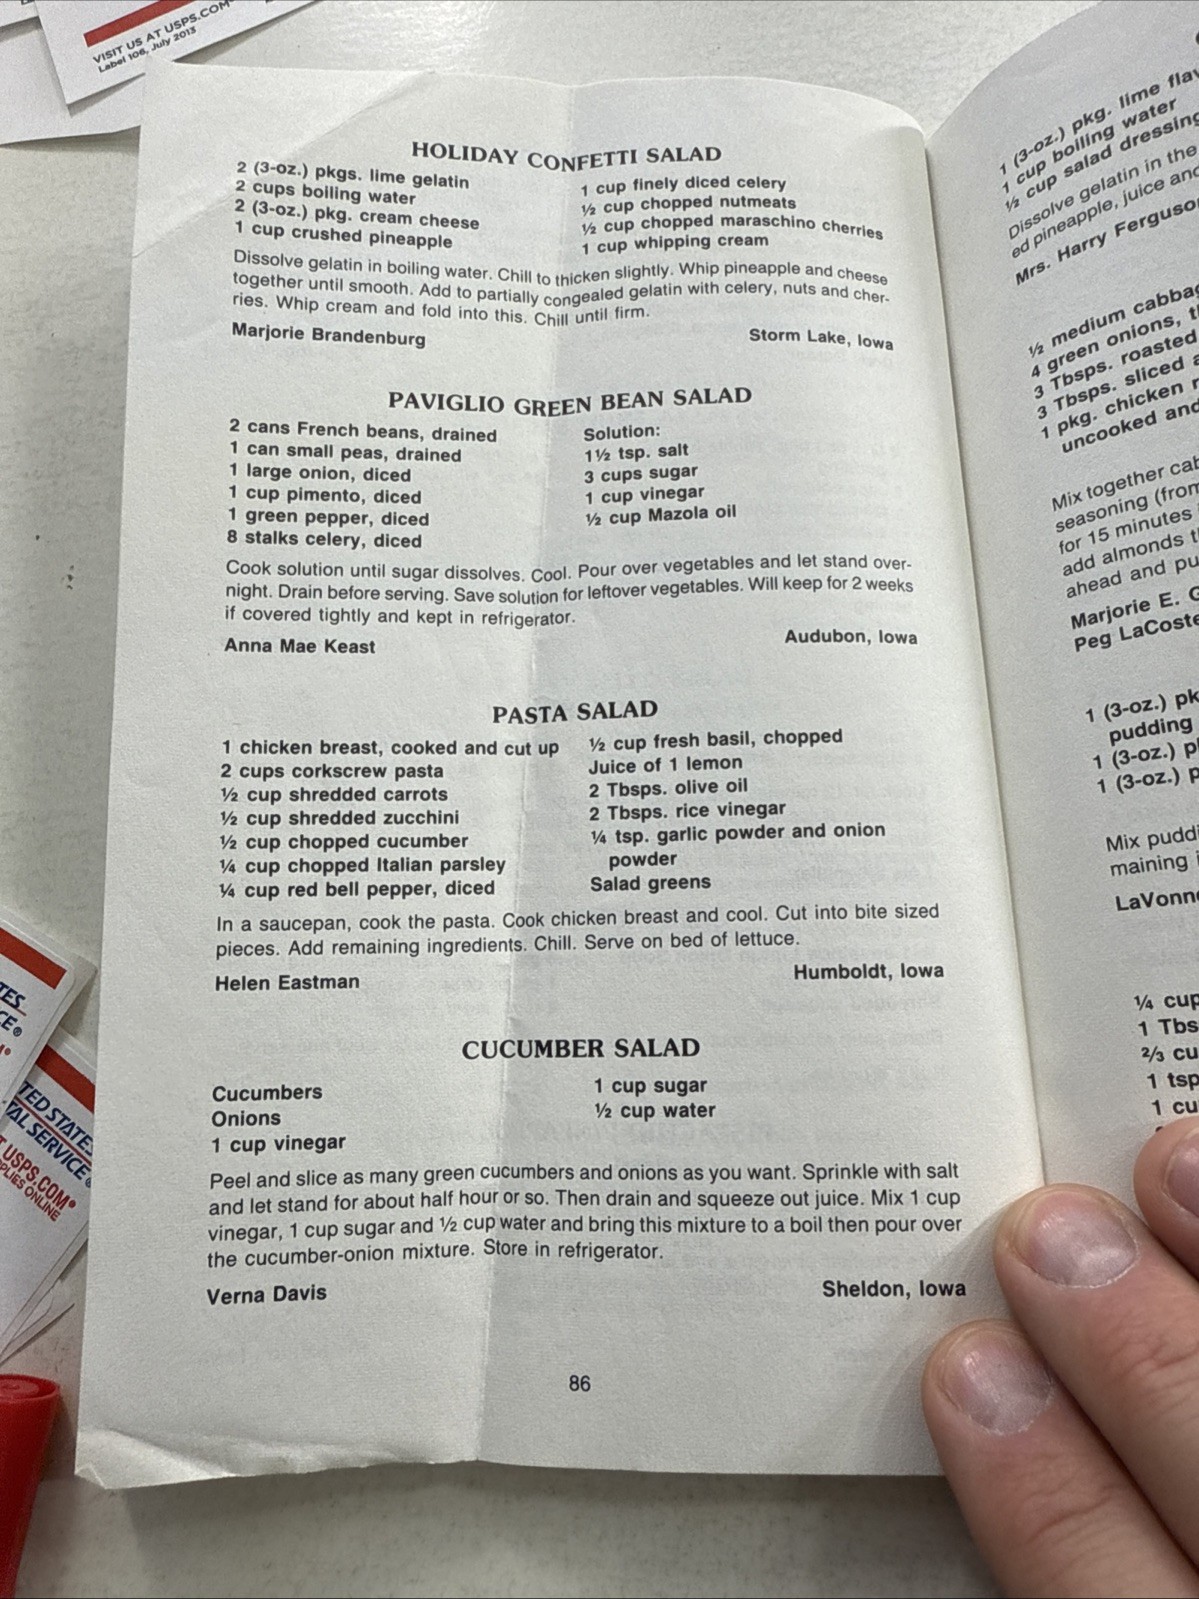 VISIT US AT USPS.COM
Label 106, July 2013
HOLIDAY CONFETTI SALAD
2 (3-oz.) pkgs. lime gelatin
2 cups boiling water
2 (3-oz.) pkg. cream cheese
1 cup crushed pineapple
1 cup finely diced celery
½ cup chopped nutmeats
½ cup chopped maraschino cherries
1 cup whipping cream
Dissolve gelatin in boiling water. Chill to thicken slightly. Whip pineapple and cheese
together until smooth. Add to partially congealed gelatin with celery, nuts and cher-
ries. Whip cream and fold into this. Chill until firm.
Marjorie Brandenburg Storm Lake, Iowa
PAVIGLIO GREEN BEAN SALAD
2 cans French beans, drained
1 can small peas, drained
1 large onion, diced
1 cup pimento, diced
1 green pepper, diced
8 stalks celery, diced
Solution:
1½ tsp. salt
3 cups sugar
1 cup vinegar
½ cup Mazola oil
Cook solution until sugar dissolves. Cool. Pour over vegetables and let stand over-
night. Drain before serving. Save solution for leftover vegetables. Will keep for 2 weeks
if covered tightly and kept in refrigerator.
Anna Mae Keast Audubon, Iowa
PASTA SALAD
1 chicken breast, cooked and cut up
2 cups corkscrew pasta
½ cup shredded carrots
½ cup shredded zucchini
½ cup chopped cucumber
¼ cup chopped Italian parsley
¼ cup red bell pepper, diced
½ cup fresh basil, chopped
Juice of 1 lemon
2 Tbsps. olive oil
2 Tbsps. rice vinegar
¼ tsp. garlic powder and onion
powder
Salad greens
In a saucepan, cook the pasta. Cook chicken breast and cool. Cut into bite sized
pieces. Add remaining ingredients. Chill. Serve on bed of lettuce.
Helen Eastman Humboldt, Iowa
CUCUMBER SALAD
Cucumbers
Onions
1 cup vinegar
1 cup sugar
½ cup water
Peel and slice as many green cucumbers and onions as you want. Sprinkle with salt
and let stand for about half hour or so. Then drain and squeeze out juice. Mix 1 cup
vinegar, 1 cup sugar and ½ cup water and bring this mixture to a boil then pour over
the cucumber-onion mixture. Store in refrigerator.
Verna Davis Sheldon, Iowa
86
1 (3-oz.) pkg. lime
1 cup boiling water
½ cup salad dressing
Dissolve gelatin in the
ed pineapple, juice and
Mrs. Harry
½ medium
4 green onions,
3 Tbsps. roasted
3 Tbsps. sliced
1 pkg. chicken
uncooked and
Mix together
seasoning (from
for 15 minutes
add almonds
ahead and
Marjorie E.
Peg
1 (3-oz.)
pudding
1 (3-oz.)
1 (3-oz.)
Mix
maining
¼ cup
1
⅔
1 tsp
1
STATES
SERVICE®
USPS.COM®
ONLINE